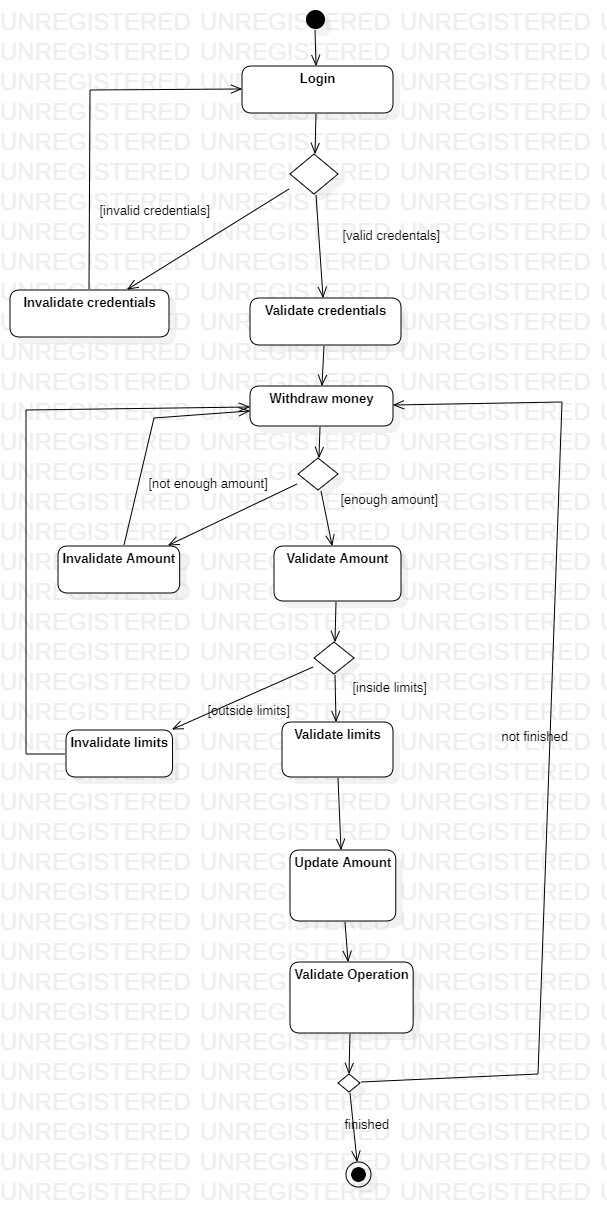 Login
[invalid credentials]
[valid credentals]
Invalidate credentials
Validate credentials
Withdraw money
[not enough amount]
[enough amount]
Invalidate Amount
Validate Amount
[inside limits]
[outside limits]
Invalidate limits
Validate limits
not finished
Update Amount
Validate Operation
finished
UNREGISTERED